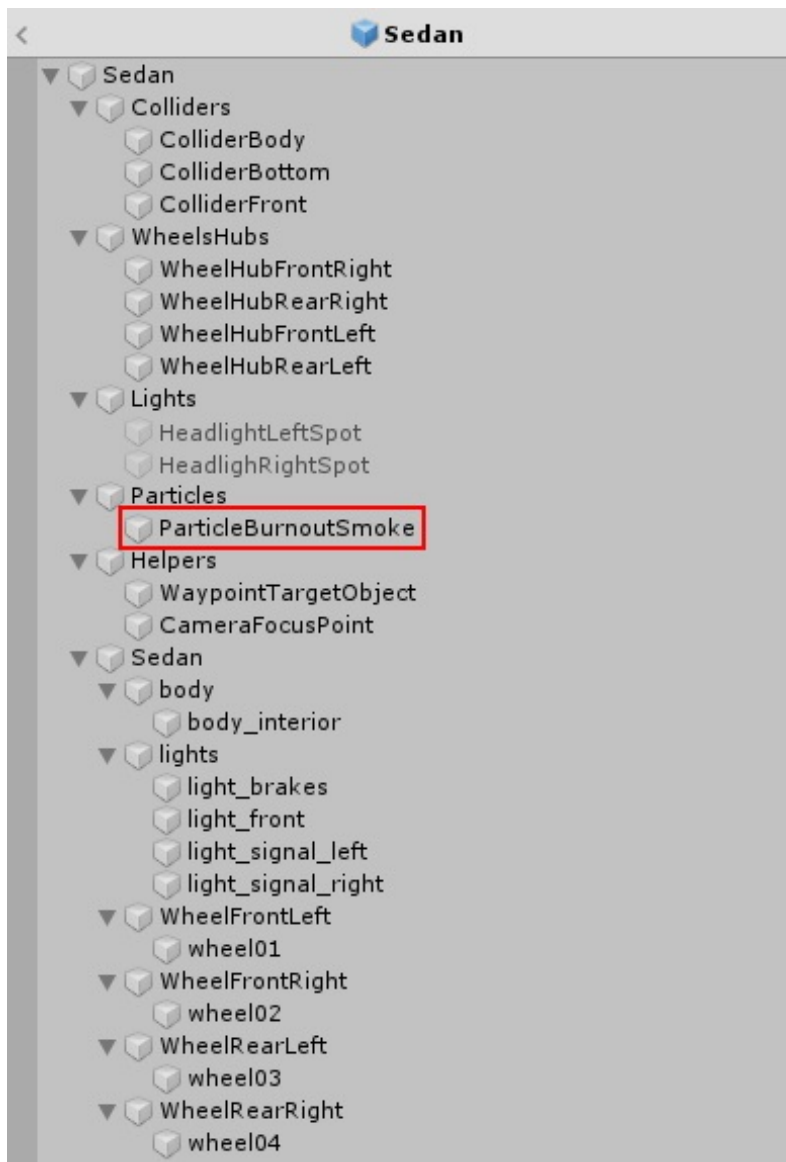 Sedan
Sedan
Colliders
ColliderBody
ColliderBottom
ColliderFront
WheelsHubs
WheelHubFrontRight
WheelHubRearRight
WheelHubFrontLeft
WheelHubRearLeft
Lights
HeadlightLeftSpot
HeadlighRightSpot
Particles
ParticleBurnoutSmoke
Helpers
WaypointTargetObject
CameraFocusPoint
Sedan
body
body_interior
lights
light_brakes
light_front
light_signal_left
light_signal_right
WheelFrontLeft
wheel01
WheelFrontRight
wheel02
WheelRearLeft
wheel03
WheelRearRight
wheel04